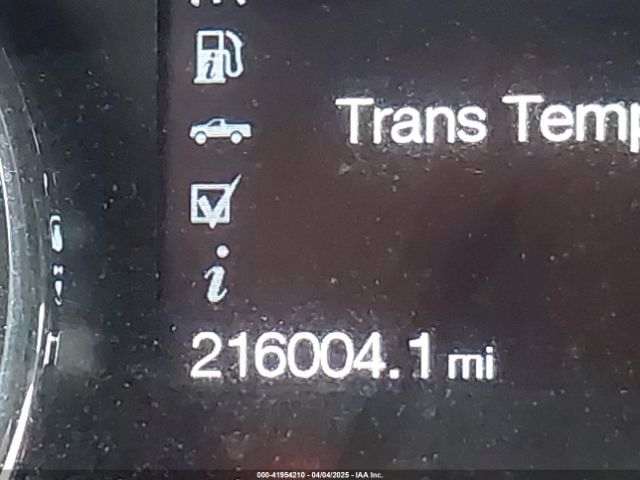 Trans Temp
i
216004.1 mi
H
000-41954210 - 04/04/2025 - IAA Inc.